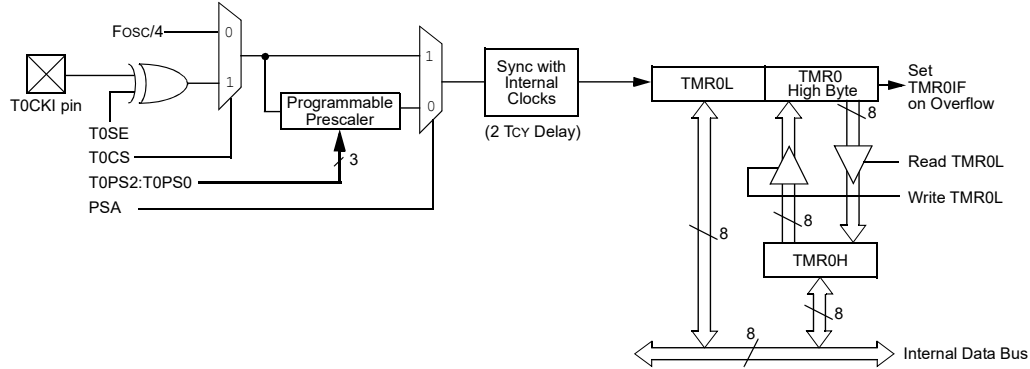 FOSC/4
0
1
T0CKI pin
T0SE
T0CS
T0PS2:T0PS0
PSA
Programmable
Prescaler
3
1
0
Sync with
Internal
Clocks
(2 TCY Delay)
TMR0L
TMR0
High Byte
Set
TMR0IF
on Overflow
8
Read TMR0L
Write TMR0L
8
8
TMR0H
8
8
Internal Data Bus